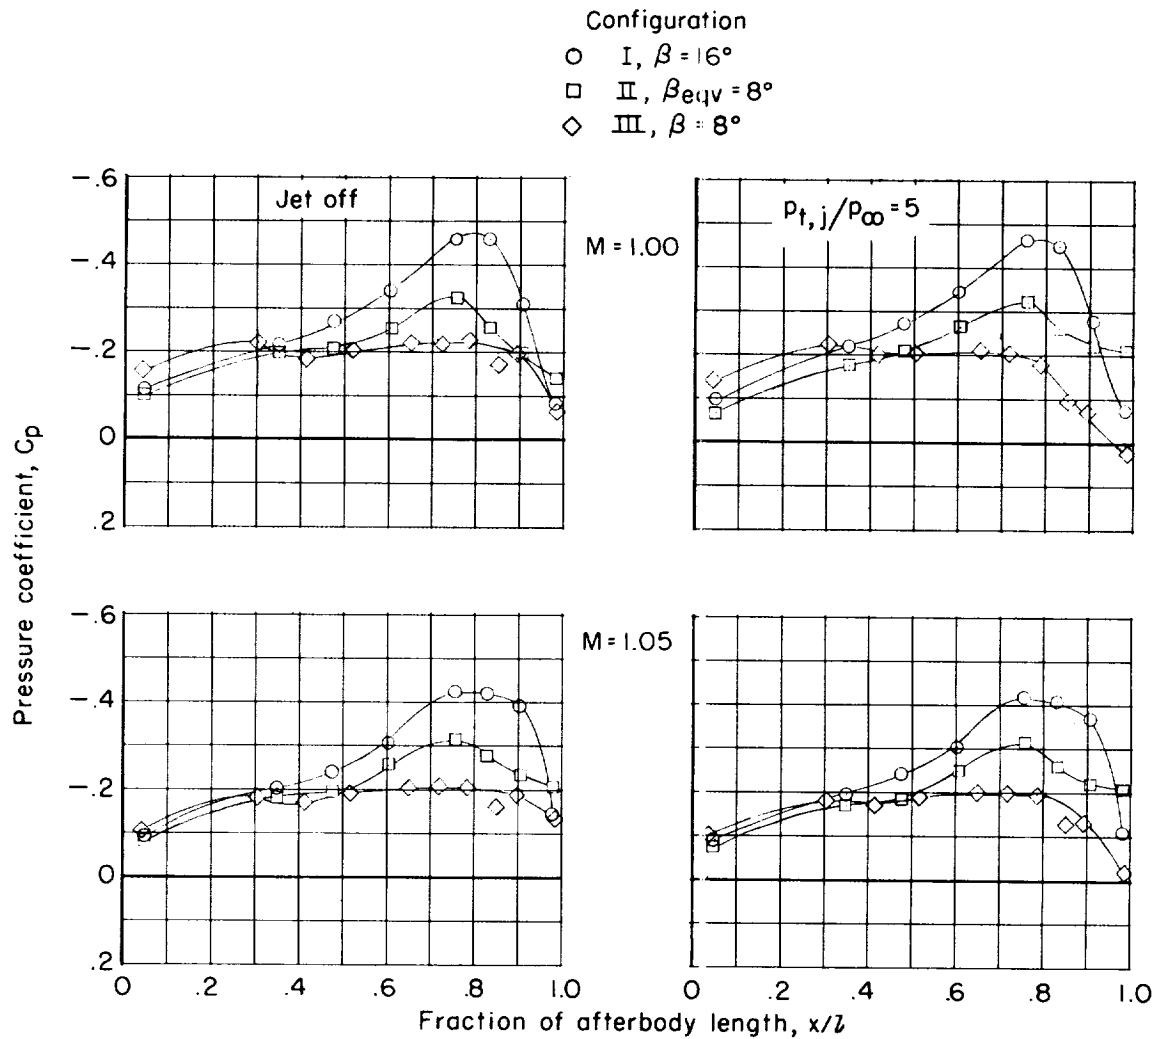 Configuration
I, β = 16°
II, βeqv = 8°
III, β = 8°
Jet off
pt,j/p∞ = 5
M = 1.00
-.6
-.4
-.2
0
.2
M = 1.05
-.6
-.4
-.2
0
.2
Pressure coefficient, Cp
0 .2 .4 .6 .8 1.0
0 .2 .4 .6 .8 1.0
Fraction of afterbody length, x/l